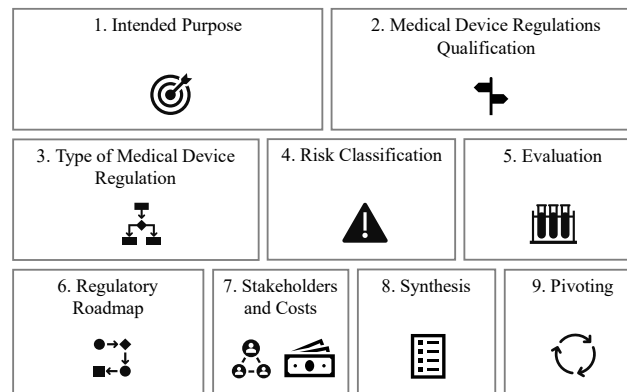 1. Intended Purpose
2. Medical Device Regulations
Qualification
3. Type of Medical Device
Regulation
4. Risk Classification
5. Evaluation
6. Regulatory
Roadmap
7. Stakeholders
and Costs
8. Synthesis
9. Pivoting